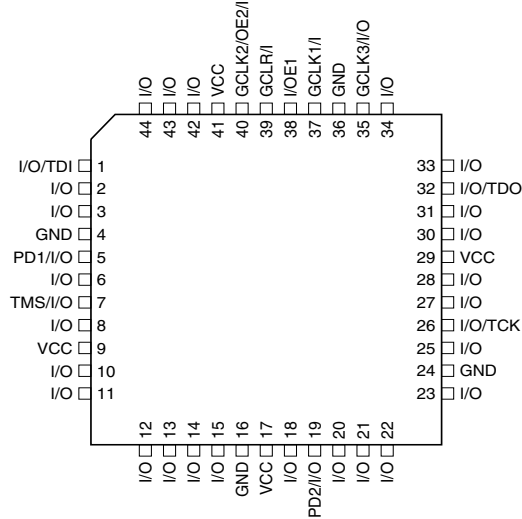 44 I/O
43 I/O
42 I/O
41 VCC
40 GCLK2/OE2/I
39 GCLR/I
38 I/OE1
37 GCLK1/I
36 GND
35 GCLK3/I/O
34 I/O
I/O/TDI 1
I/O 2
I/O 3
GND 4
PD1/I/O 5
I/O 6
TMS/I/O 7
I/O 8
VCC 9
I/O 10
I/O 11
33 I/O
32 I/O/TDO
31 I/O
30 I/O
29 VCC
28 I/O
27 I/O
26 I/O/TCK
25 I/O
24 GND
23 I/O
I/O 12
I/O 13
I/O 14
I/O 15
GND 16
VCC 17
I/O 18
PD2/I/O 19
I/O 20
I/O 21
I/O 22